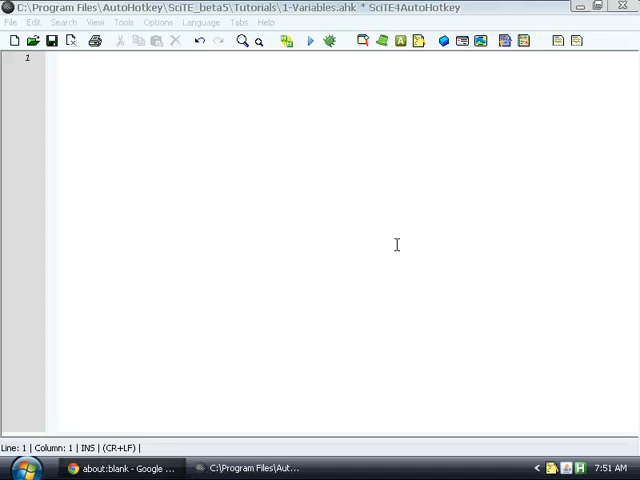 C:\Program Files\AutoHotkey\SciTE_beta5\Tutorials\1-Variables.ahk * SciTE4AutoHotkey
File Edit Search View Tools Options Language Tabs Help
1
Line: 1 | Column: 1 | INS | (CR+LF) |
about:blank - Google ...
C:\Program Files\Aut...
7:51 AM